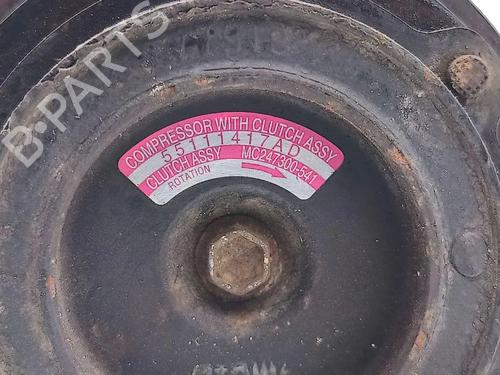 B-PARTS
COMPRESSOR WITH CLUTCH ASSY
55111417AD
CLUTCH ASSY MC247300-541
ROTATION